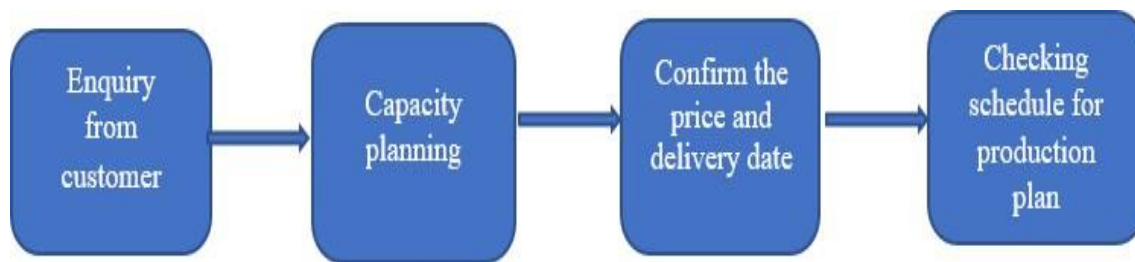 Enquiry
from
customer
Capacity
planning
Confirm the
price and
delivery date
Checking
schedule for
production
plan